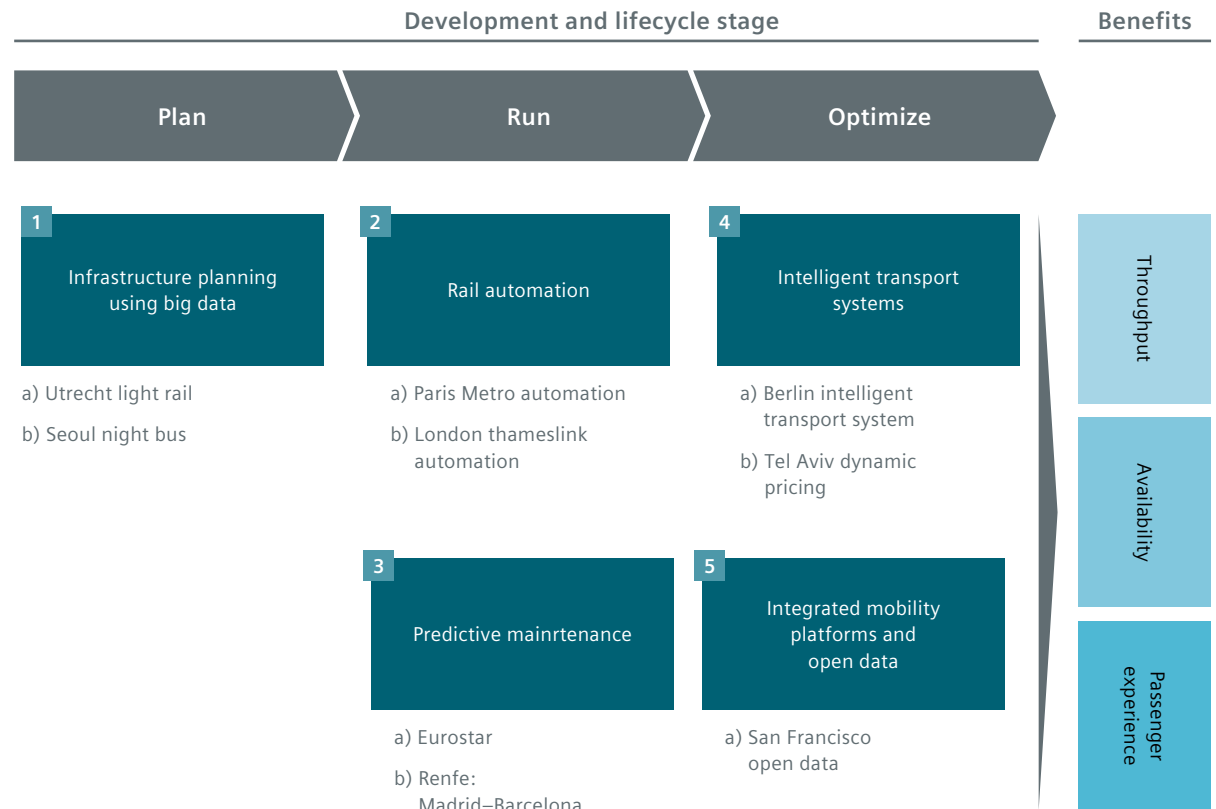 Development and lifecycle stage
Benefits
Plan
Run
Optimize
1
Infrastructure planning
using big data
a) Utrecht light rail
b) Seoul night bus
2
Rail automation
a) Paris Metro automation
b) London thameslink
automation
4
Intelligent transport
systems
a) Berlin intelligent
transport system
b) Tel Aviv dynamic
pricing
3
Predictive mainrtenance
a) Eurostar
b) Renfe:
Madrid–Barcelona
5
Integrated mobility
platforms and
open data
a) San Francisco
open data
Throughput
Availability
Passenger
experience